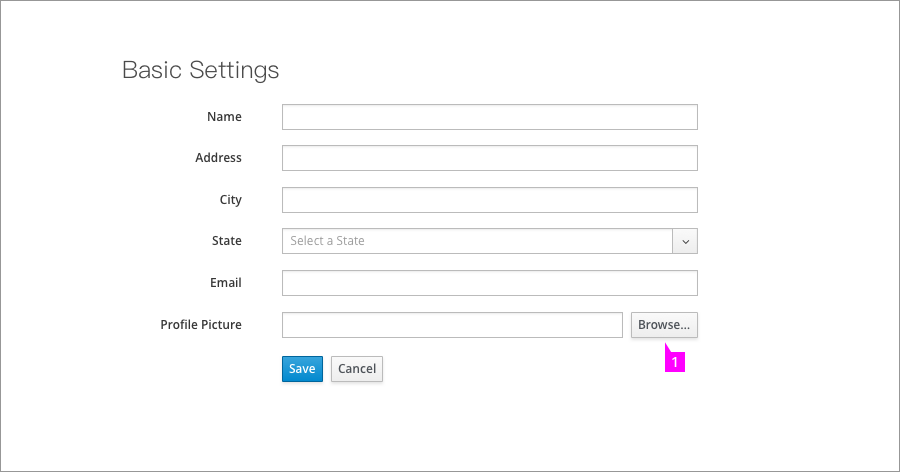 Basic Settings
Name
Address
City
State Select a State
Email
Profile Picture Browse...
1
Save Cancel